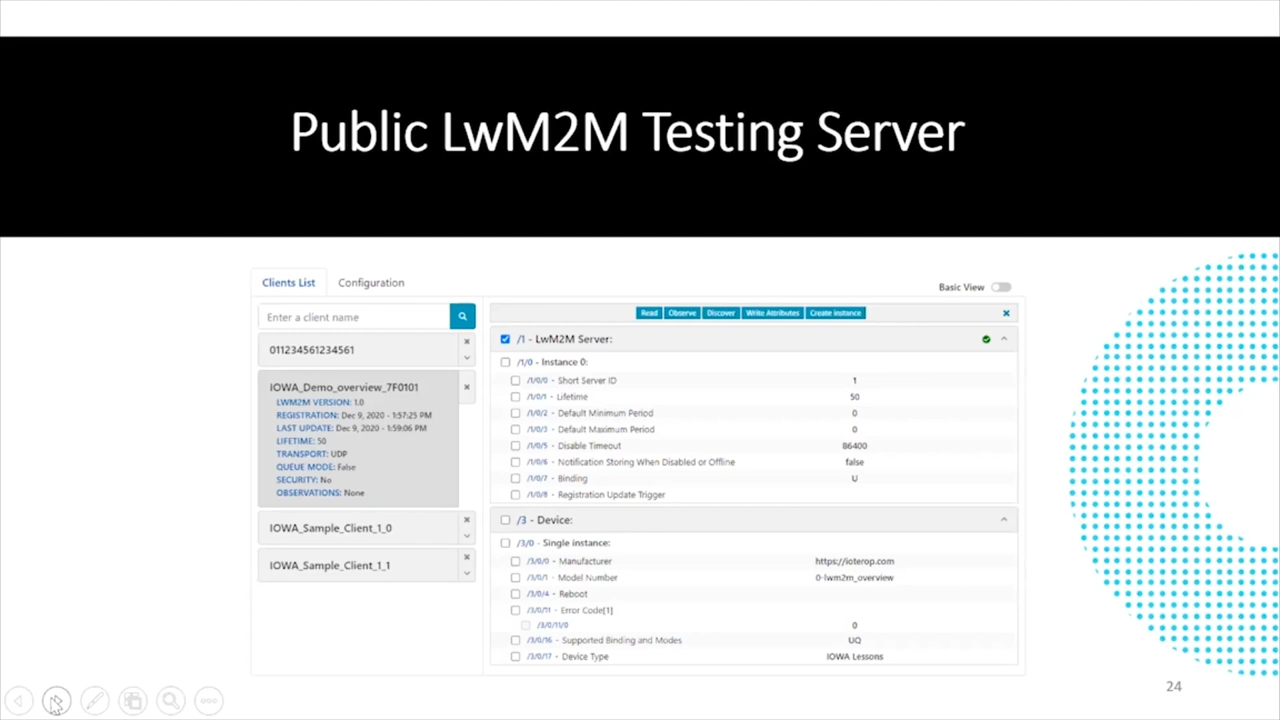 Public LwM2M Testing Server
Clients List
Configuration
Basic View
Enter a client name
011234561234561
IOWA_Demo_overview_7F0101
LWM2M VERSION: 1.0
REGISTRATION: Dec 9, 2020 - 1:57:25 PM
LAST UPDATE: Dec 9, 2020 - 1:59:06 PM
LIFETIME: 50
TRANSPORT: UDP
QUEUE MODE: False
SECURITY: No
OBSERVATIONS: None
IOWA_Sample_Client_1_0
IOWA_Sample_Client_1_1
Read Observe Discover Write Attributes Create instance
/1 - LwM2M Server:
/1/0 - Instance 0:
/1/0/0 - Short Server ID 1
/1/0/1 - Lifetime 50
/1/0/2 - Default Minimum Period 0
/1/0/3 - Default Maximum Period 0
/1/0/5 - Disable Timeout 86400
/1/0/6 - Notification Storing When Disabled or Offline false
/1/0/7 - Binding U
/1/0/8 - Registration Update Trigger
/3 - Device:
/3/0 - Single instance:
/3/0/0 - Manufacturer https://ioterop.com
/3/0/1 - Model Number 0-lwm2m_overview
/3/0/4 - Reboot
/3/0/11 - Error Code[1]
/3/0/11/0 0
/3/0/16 - Supported Binding and Modes UQ
/3/0/17 - Device Type IOWA Lessons
24